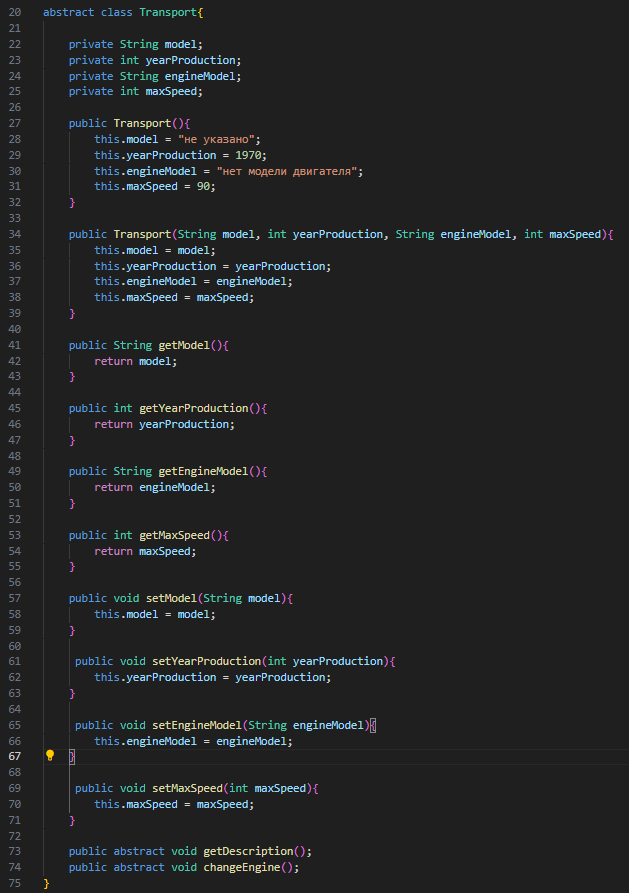 20 abstract class Transport{
21
22 private String model;
23 private int yearProduction;
24 private String engineModel;
25 private int maxSpeed;
26
27 public Transport(){
28 this.model = "не указано";
29 this.yearProduction = 1970;
30 this.engineModel = "нет модели двигателя";
31 this.maxSpeed = 90;
32 }
33
34 public Transport(String model, int yearProduction, String engineModel, int maxSpeed){
35 this.model = model;
36 this.yearProduction = yearProduction;
37 this.engineModel = engineModel;
38 this.maxSpeed = maxSpeed;
39 }
40
41 public String getModel(){
42 return model;
43 }
44
45 public int getYearProduction(){
46 return yearProduction;
47 }
48
49 public String getEngineModel(){
50 return engineModel;
51 }
52
53 public int getMaxSpeed(){
54 return maxSpeed;
55 }
56
57 public void setModel(String model){
58 this.model = model;
59 }
60
61 public void setYearProduction(int yearProduction){
62 this.yearProduction = yearProduction;
63 }
64
65 public void setEngineModel(String engineModel){
66 this.engineModel = engineModel;
67 }
68
69 public void setMaxSpeed(int maxSpeed){
70 this.maxSpeed = maxSpeed;
71 }
72
73 public abstract void getDescription();
74 public abstract void changeEngine();
75 }